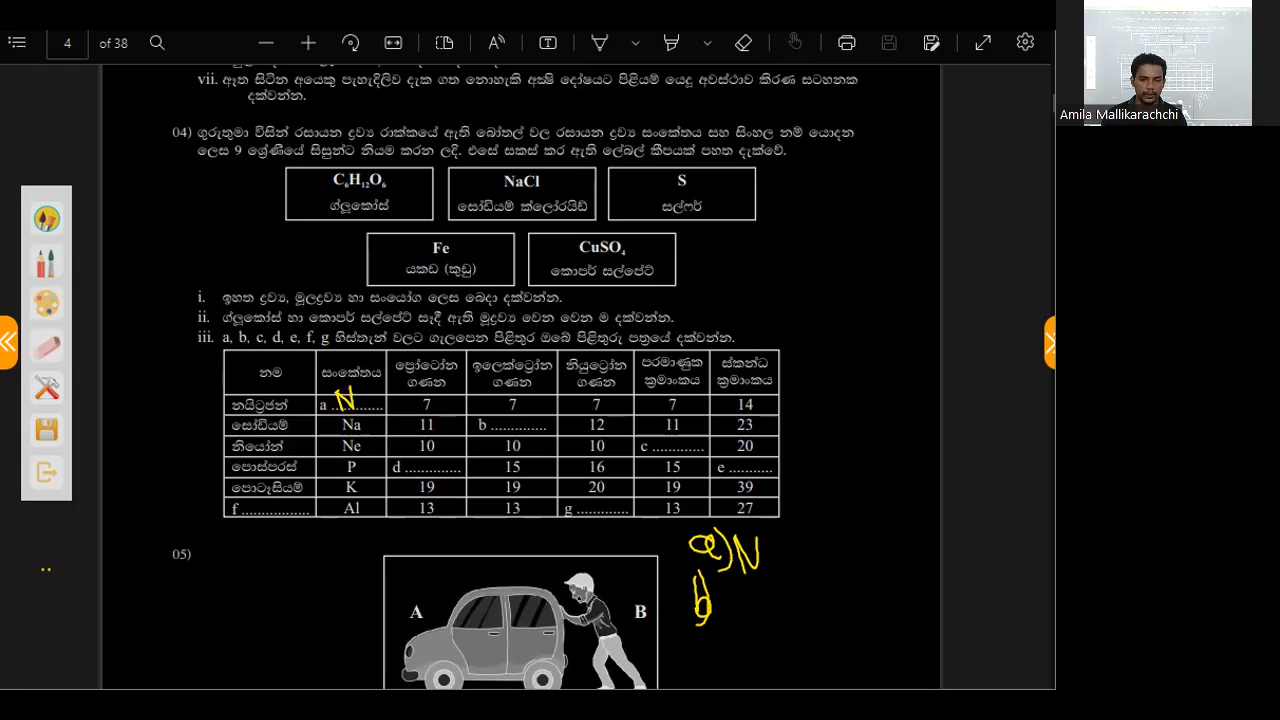 4 of 38
Amila Mallikarachchi
vii. ඇත සිටින අයෙකු පැහැදිලිව දැක ගත නොහැකි අක්ෂි දෝෂයට පිළියම් යෙදූ අවස්ථාව කිරණ සටහනක
දක්වන්න.
04) ගුරුතුමා විසින් රසායන ද්‍රව්‍ය රාක්කයේ ඇති බෝතල් වල රසායන ද්‍රව්‍ය සංකේතය සහ සිංහල නම් යොදන
ලෙස 9 ශ්‍රේණියේ සිසුන්ට නියම කරන ලදි. එසේ සකස් කර ඇති ලේබල් කීපයක් පහත දැක්වේ.
C₆H₁₂O₆ NaCl S
ග්ලූකෝස් සෝඩියම් ක්ලෝරයිඩ් සල්ෆර්
Fe CuSO₄
යකඩ (කුඩු) කොපර් සල්පේට්
i. ඉහත ද්‍රව්‍ය, මූලද්‍රව්‍ය හා සංයෝග ලෙස බෙදා දක්වන්න.
ii. ග්ලූකෝස් හා කොපර් සල්පේට් සෑදී ඇති මූද්‍රව්‍ය වෙන වෙන ම දක්වන්න.
iii. a, b, c, d, e, f, g හිස්තැන් වලට ගැලපෙන පිළිතුර ඔබේ පිළිතුරු පත්‍රයේ දක්වන්න.
නම සංකේතය ප්‍රෝටෝන ගණන ඉලෙක්ට්‍රෝන ගණන නියුට්‍රෝන ගණන පරමාණුක ක්‍රමාංකය ස්කන්ධ ක්‍රමාංකය
නයිට්‍රජන් a ............ N 7 7 7 7 14
සෝඩියම් Na 11 b ............. 12 11 23
නියෝන් Ne 10 10 10 c ............ 20
පොස්පරස් P d ............. 15 16 15 e ..........
පොටෑසියම් K 19 19 20 19 39
f ................ Al 13 13 g ............ 13 27
a) N
b
05)
A B